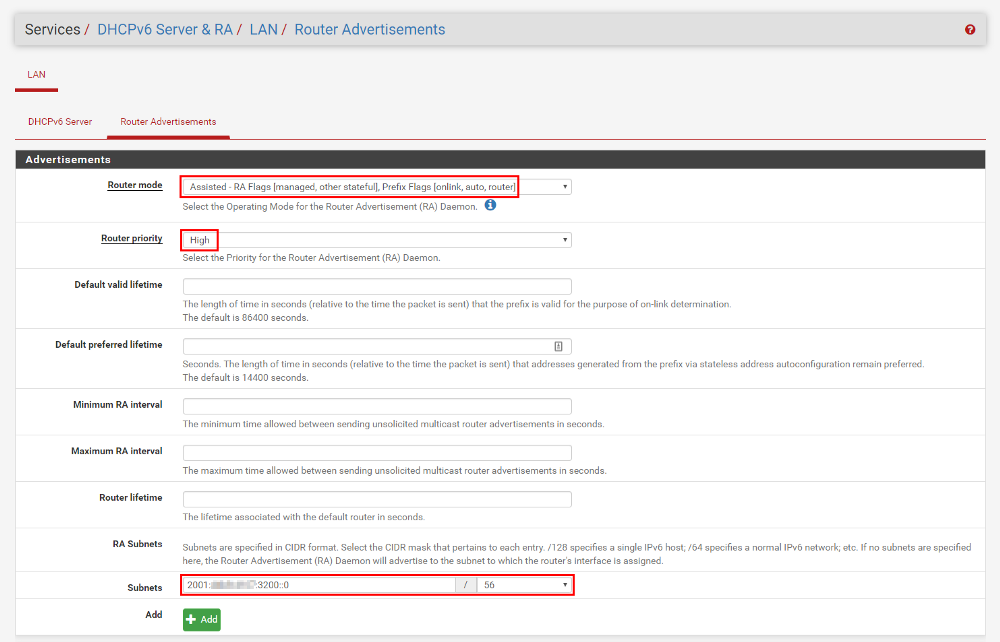 Services / DHCPv6 Server & RA / LAN / Router Advertisements
LAN
DHCPv6 Server Router Advertisements
Advertisements
Router mode
Assisted - RA Flags [managed, other stateful], Prefix Flags [onlink, auto, router]
Select the Operating Mode for the Router Advertisement (RA) Daemon.
Router priority
High
Select the Priority for the Router Advertisement (RA) Daemon.
Default valid lifetime
The length of time in seconds (relative to the time the packet is sent) that the prefix is valid for the purpose of on-link determination.
The default is 86400 seconds.
Default preferred lifetime
Seconds. The length of time in seconds (relative to the time the packet is sent) that addresses generated from the prefix via stateless address autoconfiguration remain preferred.
The default is 14400 seconds.
Minimum RA interval
The minimum time allowed between sending unsolicited multicast router advertisements in seconds.
Maximum RA interval
The maximum time allowed between sending unsolicited multicast router advertisements in seconds.
Router lifetime
The lifetime associated with the default router in seconds.
RA Subnets
Subnets are specified in CIDR format. Select the CIDR mask that pertains to each entry. /128 specifies a single IPv6 host; /64 specifies a normal IPv6 network; etc. If no subnets are specified
here, the Router Advertisement (RA) Daemon will advertise to the subnet to which the router's interface is assigned.
Subnets
2001: :3200::0 / 56
Add
Add